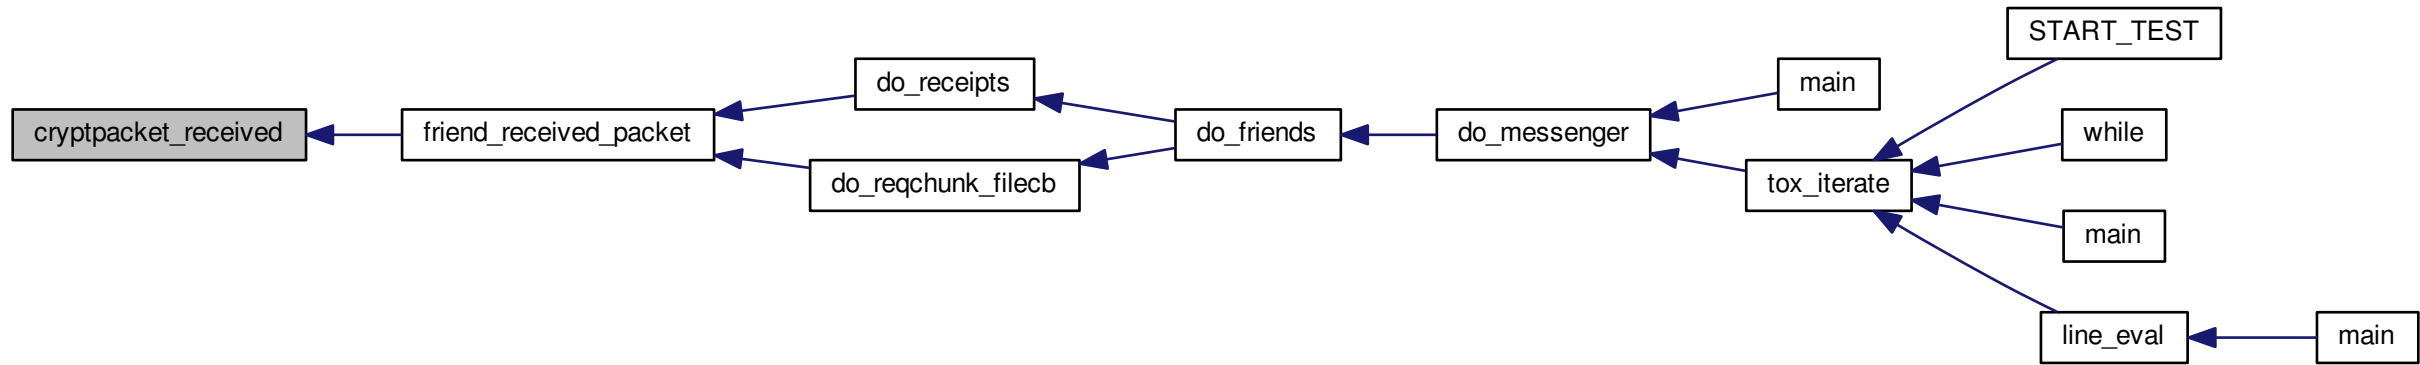 cryptpacket_received
friend_received_packet
do_receipts
do_reqchunk_filecb
do_friends
do_messenger
main
tox_iterate
START_TEST
while
main
line_eval
main